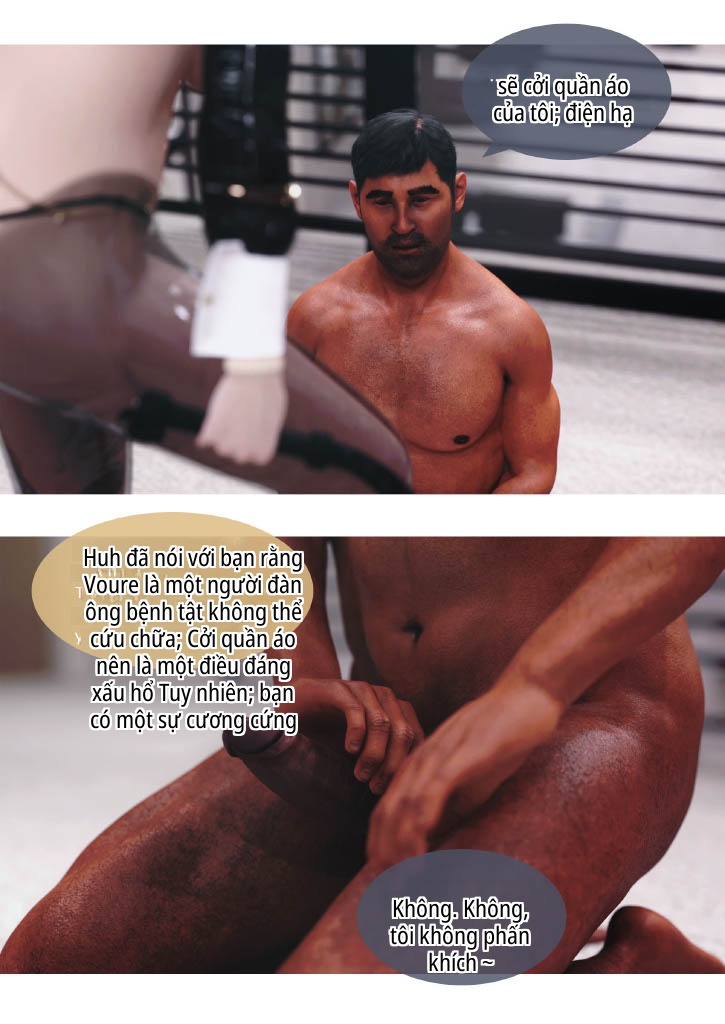 sẽ cởi quần áo
của tôi; điện hạ
Huh đã nói với bạn rằng
Voure là một người đàn
ông bệnh tật không thể
cứu chữa; Cởi quần áo
nên là một điều đáng
xấu hổ Tuy nhiên; bạn
có một sự cương cứng
Không. Không,
tôi không phấn
khích ~